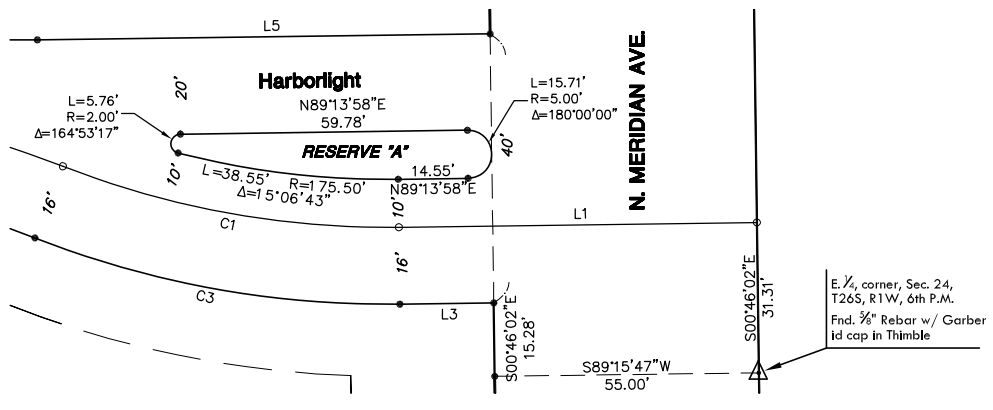 L5
Harborlight
20'
L=5.76'
R=2.00'
Δ=164°53'17"
N89°13'58"E
59.78'
L=15.71'
R=5.00'
Δ=180°00'00"
N. MERIDIAN AVE.
40'
RESERVE "A"
10'
L=38.55' R=175.50'
Δ=15°06'43"
14.55'
N89°13'58"E
10'
16'
C1
L1
16'
C3
L3
S00°46'02"E
15.28'
S00°46'02"E
31.31'
S89°15'47"W
55.00'
E. ¼, corner, Sec. 24,
T26S, R1W, 6th P.M.
Fnd. ⅝" Rebar w/ Garber
id cap in Thimble